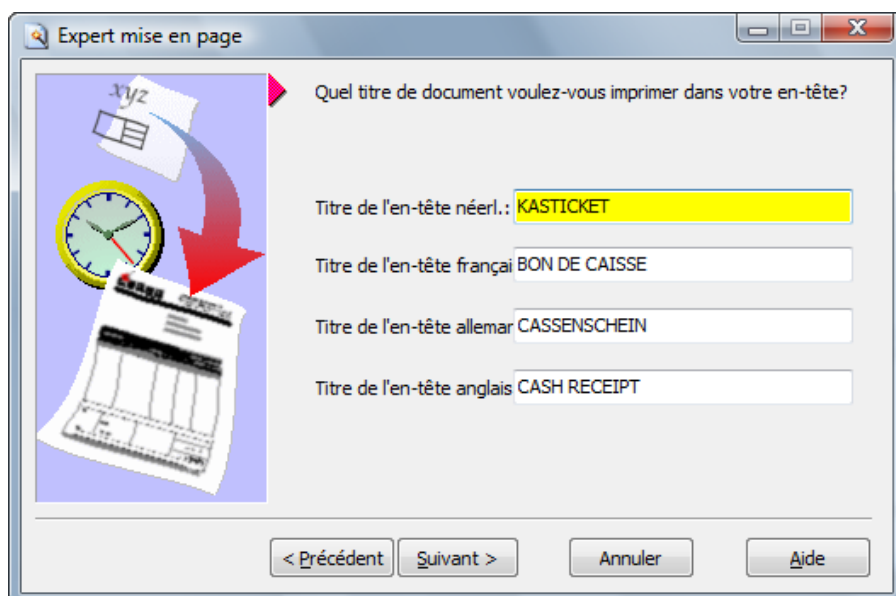 Expert mise en page
xyz
Quel titre de document voulez-vous imprimer dans votre en-tête?
Titre de l'en-tête néerl.: KASTICKET
Titre de l'en-tête françai BON DE CAISSE
Titre de l'en-tête allemar CASSENSCHEIN
Titre de l'en-tête anglais CASH RECEIPT
< Précédent Suivant > Annuler Aide